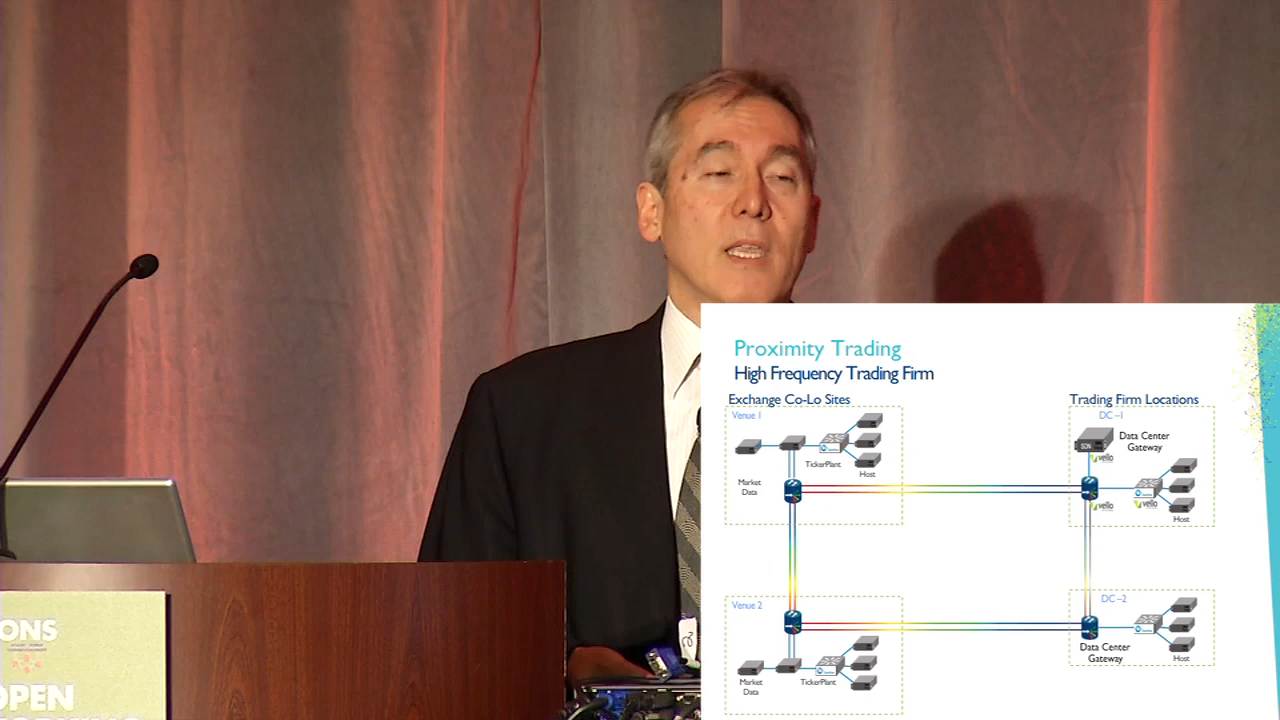 Proximity Trading
High Frequency Trading Firm
Exchange Co-Lo Sites
Trading Firm Locations
Venue 1
DC -1
SDN
Data Center
Gateway
vello
TickerPlant
Host
Market
Data
vello
vello
Host
Venue 2
DC -2
Data Center
Gateway
Host
Market
Data
TickerPlant
ONS
OPEN